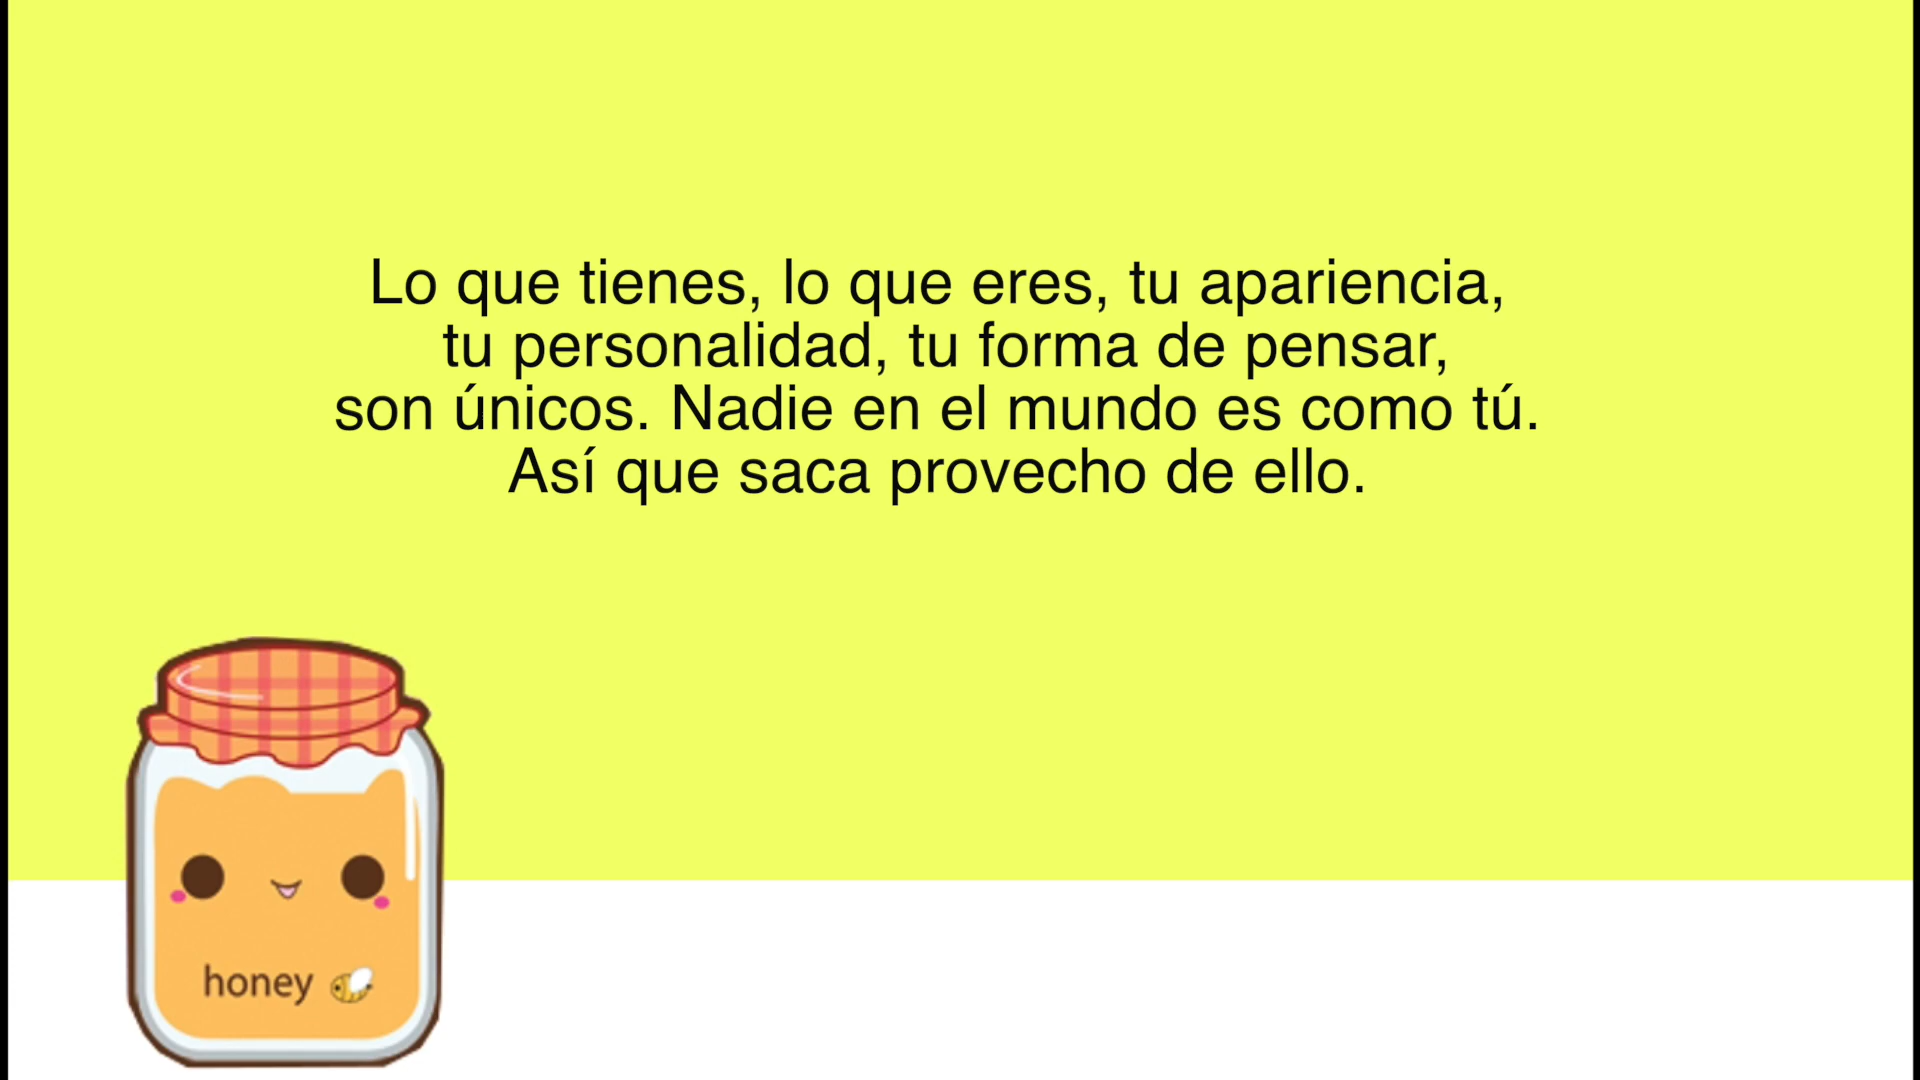 Lo que tienes, lo que eres, tu apariencia,
tu personalidad, tu forma de pensar,
son únicos. Nadie en el mundo es como tú.
Así que saca provecho de ello.
honey